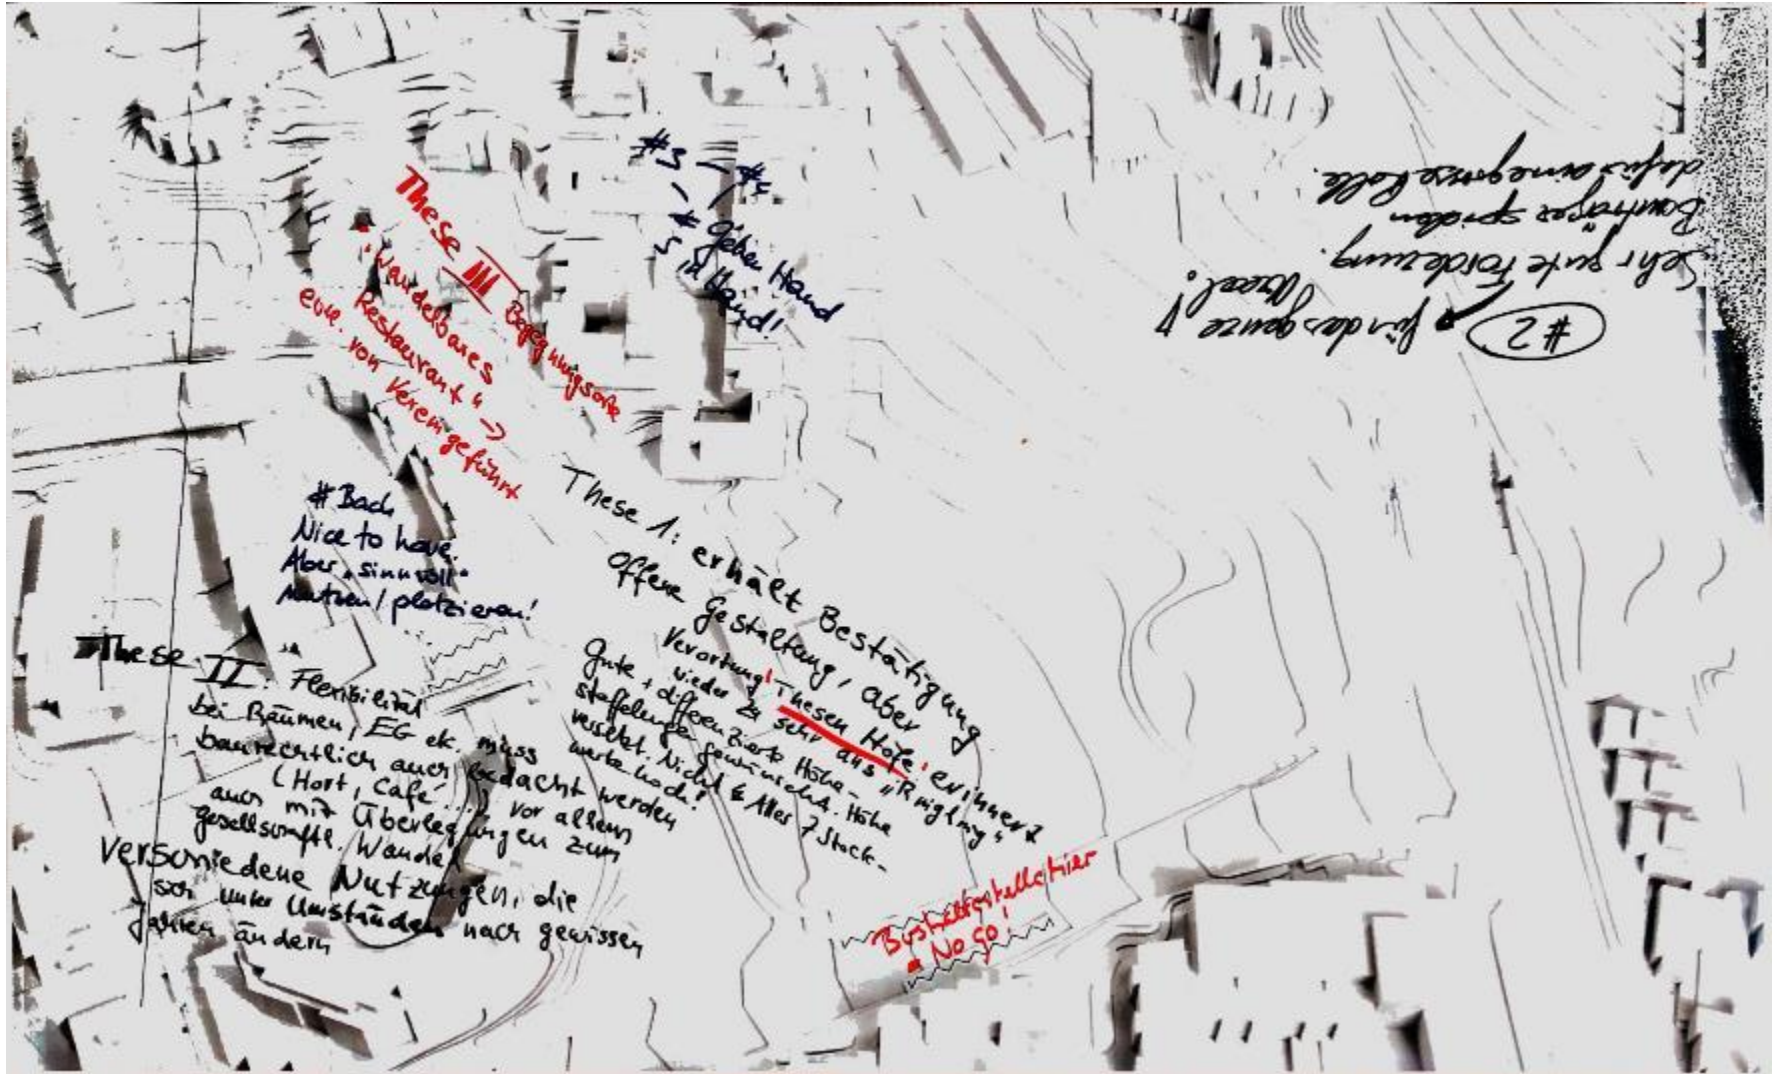 #3
#4
#
5
gehen Hand
in Hand!
These III Begegnungsorte
"Wandelbares
Restaurant" →
evtl. von Verein geführt
#2 für das ganze
Areal!
Sehr gute Forderung.
Bauträger spielen
dafür eine grosse Rolle.
# Bach
Nice to have.
Aber "sinnvoll"
nutzen / platzieren!
These 1: erhält Bestätigung
Offene Gestaltung, aber
Verortung! Thesen Höfe erinnert
wieder zu sehr ans "Ringling"
Gute + differenzierte Höhen-
staffelungen gewünscht. Höhe
versetzt. Nicht Alles 7 Stock-
werke hoch!
These II: Flexibilität
bei Räumen, EG etc. muss
baurechtlich auch bedacht werden
(Hort, Café ...) vor allem
auch mit Überlegungen zum
gesellschaftl. Wandel
Verschiedene Nutzungen, die
sich unter Umständen nach gewissen
Jahren ändern
Bushaltestelle hier
No Go!